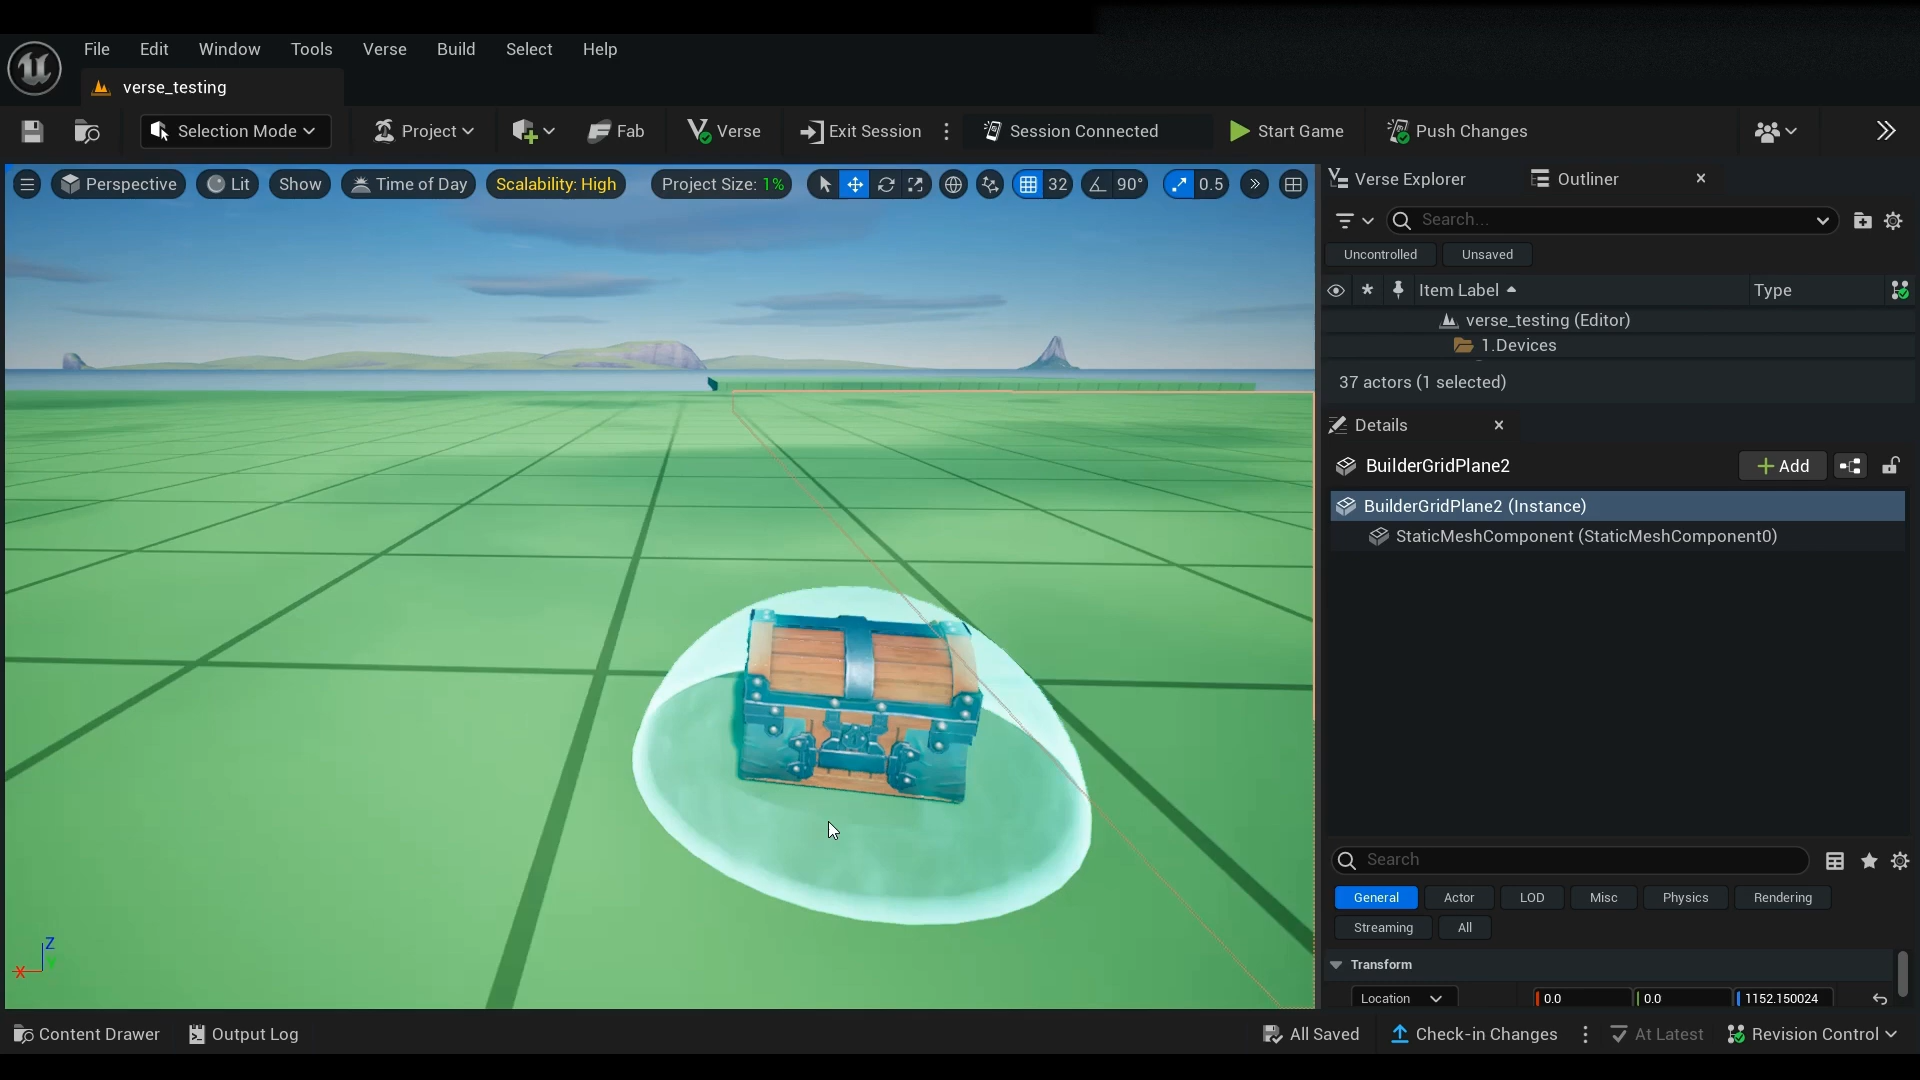 File Edit Window Tools Verse Build Select Help
verse_testing
Selection Mode Project Fab Verse Exit Session Session Connected Start Game Push Changes
Perspective Lit Show Time of Day Scalability: High Project Size: 1% 32 90° 0.5
Verse Explorer Outliner
Search...
Uncontrolled Unsaved
Item Label Type
verse_testing (Editor)
1.Devices
37 actors (1 selected)
Details
BuilderGridPlane2 Add
BuilderGridPlane2 (Instance)
StaticMeshComponent (StaticMeshComponent0)
Search
General Actor LOD Misc Physics Rendering
Streaming All
Transform
Location 0.0 0.0 1152.150024
Z
X Y
Content Drawer Output Log All Saved Check-in Changes At Latest Revision Control